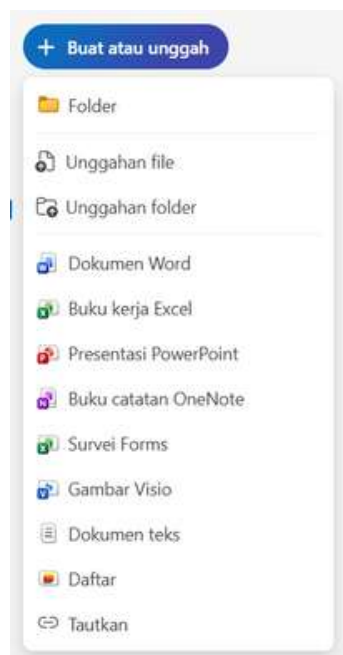 Buat atau unggah
Folder
Unggahan file
Unggahan folder
Dokumen Word
Buku kerja Excel
Presentasi PowerPoint
Buku catatan OneNote
Survei Forms
Gambar Visio
Dokumen teks
Daftar
Tautkan